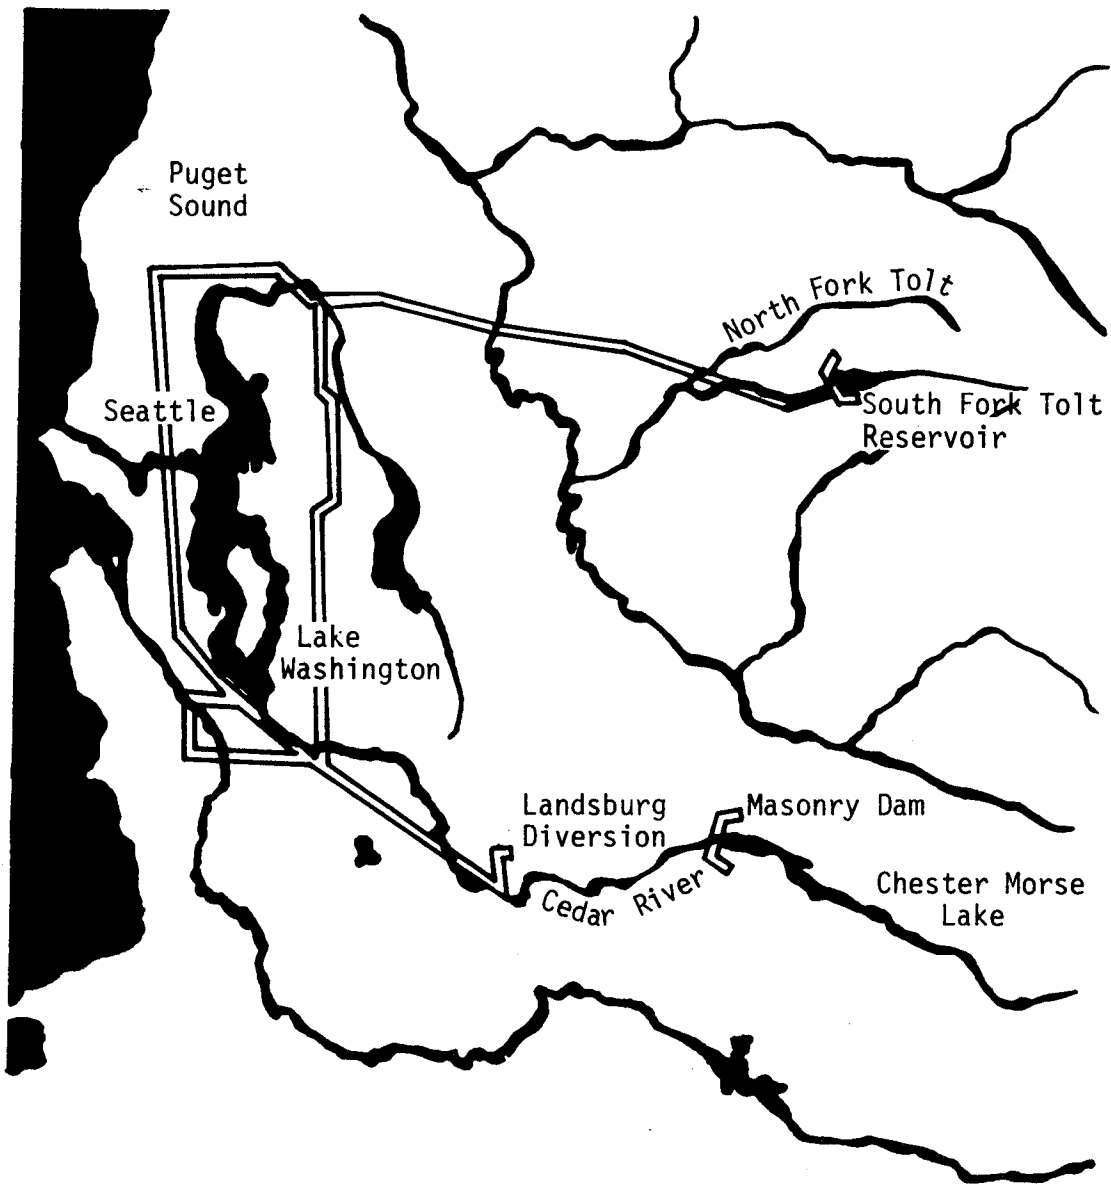 Puget
Sound
North Fork Tolt
Seattle
South Fork Tolt
Reservoir
Lake
Washington
Landsburg
Diversion
Masonry Dam
Cedar River
Chester Morse
Lake